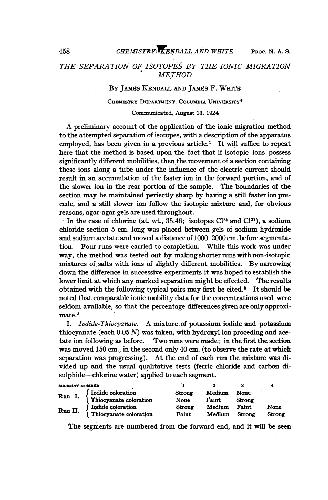 458 CHEMISTRY: KENDALL AND WHITE PROC. N. A. S.
THE SEPARATION OF ISOTOPES BY THE IONIC MIGRATION
METHOD
BY JAMES KENDALL AND JAMES F. WHITE
CHEMISTRY DEPARTMENT, COLUMBIA UNIVERSITY
Communicated, August 18, 1924
A preliminary account of the application of the ionic migration method
to the attempted separation of isotopes, with a description of the apparatus
employed, has been given in a previous article. It will suffice to repeat
here that the method is based upon the fact that if isotopic ions possess
significantly different mobilities, then the movement of a section containing
these ions along a tube under the influence of the electric current should
result in an accumulation of the faster ion in the forward portion, and of
the slower ion in the rear portion of the sample. The boundaries of the
section may be maintained perfectly sharp by having a still faster ion pre-
cede, and a still slower ion follow the isotopic mixture and, for obvious
reasons, agar-agar gels are used throughout.
In the case of chlorine (at. wt., 35.46; isotopes Cl35 and Cl37), a sodium
chloride section 5 cm. long was placed between gels of sodium hydroxide
and sodium acetate and moved a distance of 1000-2000 cm. before segmenta-
tion. Four runs were carried to completion. While this work was under
way, the method was tested out by making shorter runs with non-isotopic
mixtures of salts with ions of slightly different mobilities. By narrowing
down the difference in successive experiments it was hoped to establish the
lower limit at which any marked separation might be effected. The results
obtained with the following typical pairs may first be cited. It should be
noted that comparable ionic mobility data for the concentrations used were
seldom available, so that the percentage differences given are only approxi-
mate.
1. Iodide-Thiocyanate. A mixture of potassium iodide and potassium
thiocyanate (each 0.05 N) was taken, with hydroxyl ion preceding and ace-
tate ion following as before. Two runs were made; in the first the section
was moved 150 cm., in the second only 40 cm. (to observe the rate at which
separation was progressing). At the end of each run the mixture was di-
vided up and the usual qualitative tests (ferric chloride and carbon di-
sulphide—chlorine water) applied to each segment.
SEGMENT NUMBER 1 2 3 4
Run I. Iodide coloration Strong Medium None
Thiocyanate coloration None Faint Strong
Run II. Iodide coloration Strong Medium Faint None
Thiocyanate coloration Faint Medium Strong Strong
The segments are numbered from the forward end, and it will be seen